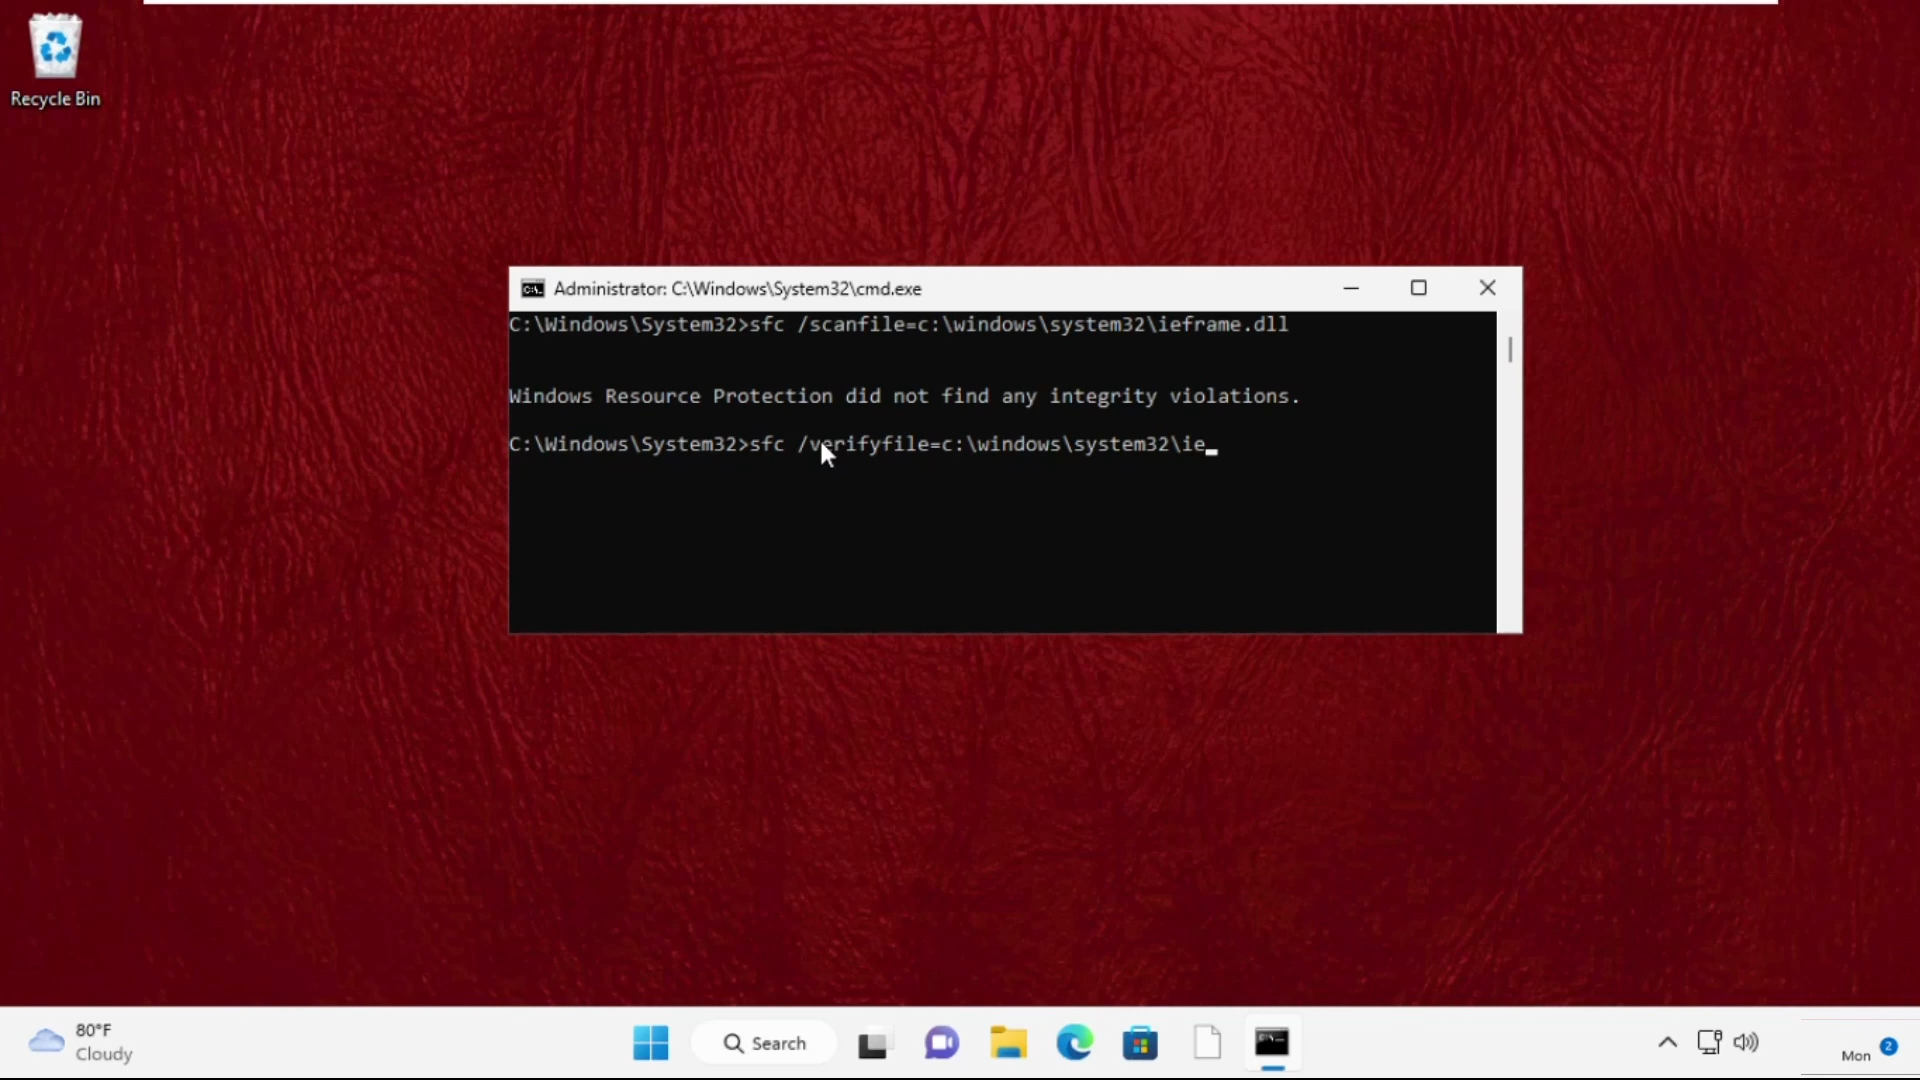 Recycle Bin
Administrator: C:\Windows\System32\cmd.exe
C:\Windows\System32>sfc /scanfile=c:\windows\system32\ieframe.dll
Windows Resource Protection did not find any integrity violations.
C:\Windows\System32>sfc /verifyfile=c:\windows\system32\ie
80°F
Cloudy
Search
Mon
2